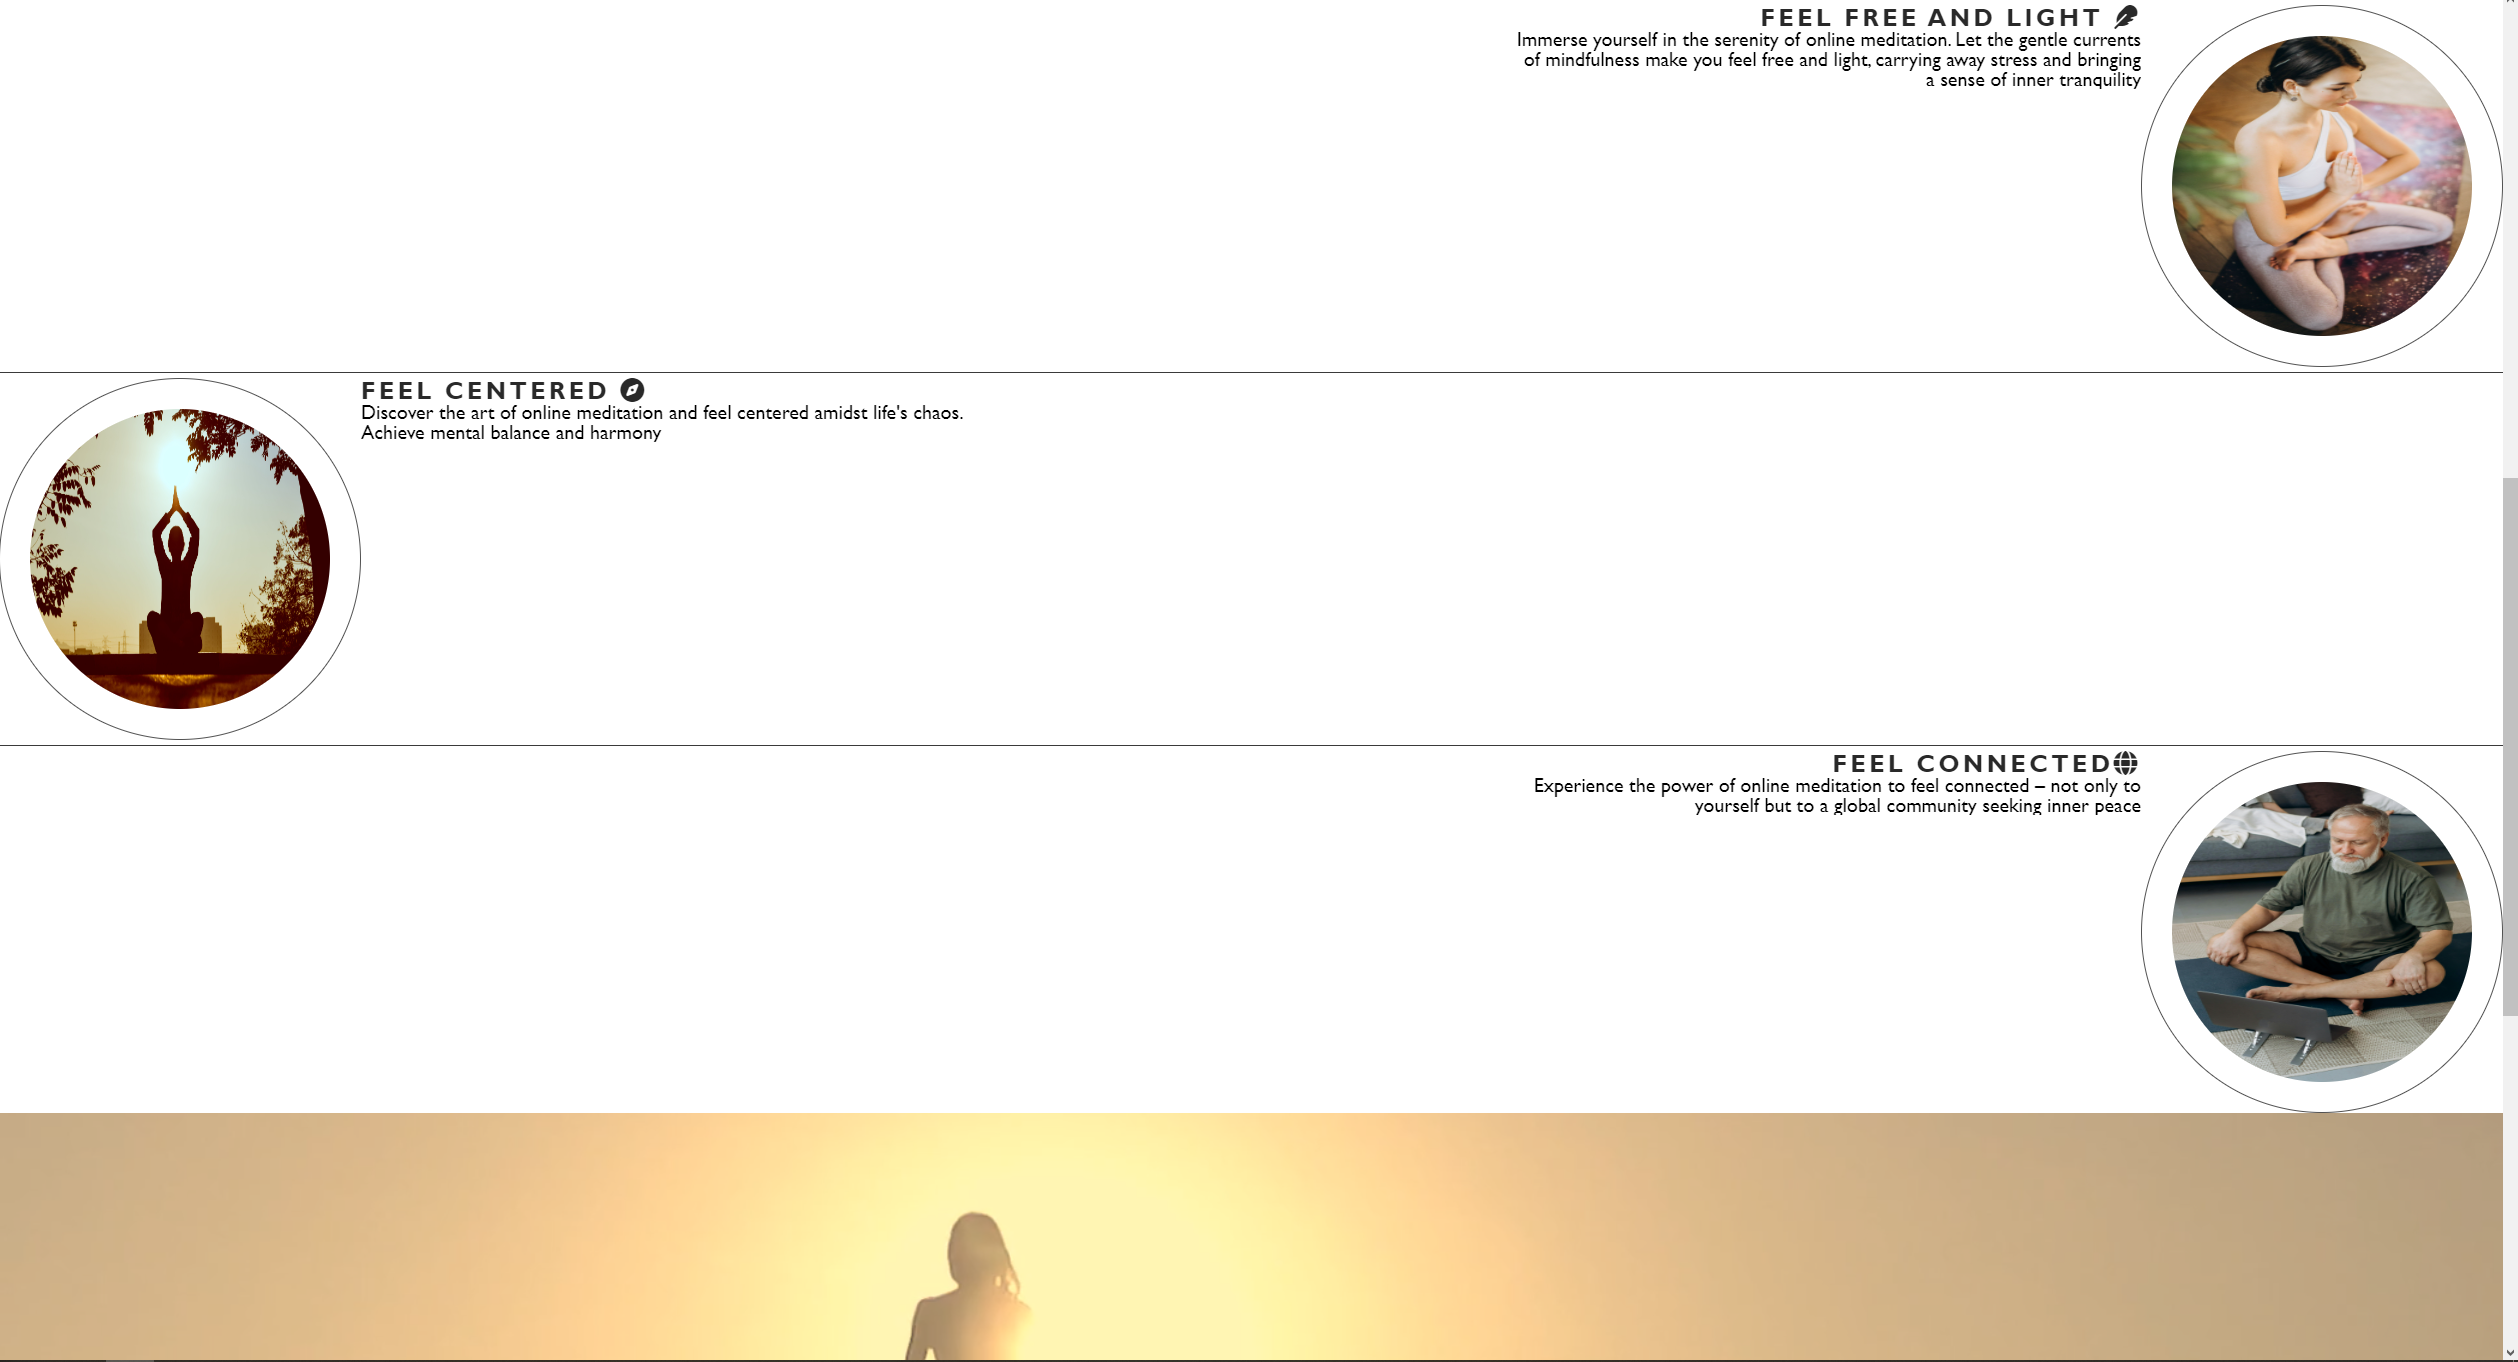 FEEL FREE AND LIGHT
Immerse yourself in the serenity of online meditation. Let the gentle currents
of mindfulness make you feel free and light, carrying away stress and bringing
a sense of inner tranquility
FEEL CENTERED
Discover the art of online meditation and feel centered amidst life's chaos.
Achieve mental balance and harmony
FEEL CONNECTED
Experience the power of online meditation to feel connected – not only to
yourself but to a global community seeking inner peace